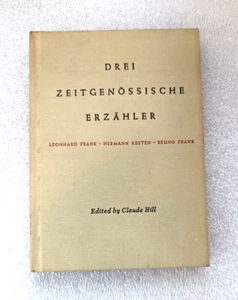 DREI
ZEITGENÖSSISCHE
ERZÄHLER
LEONHARD FRANK · HERMANN KESTEN · BRUNO FRANK
Edited by Claude Hill